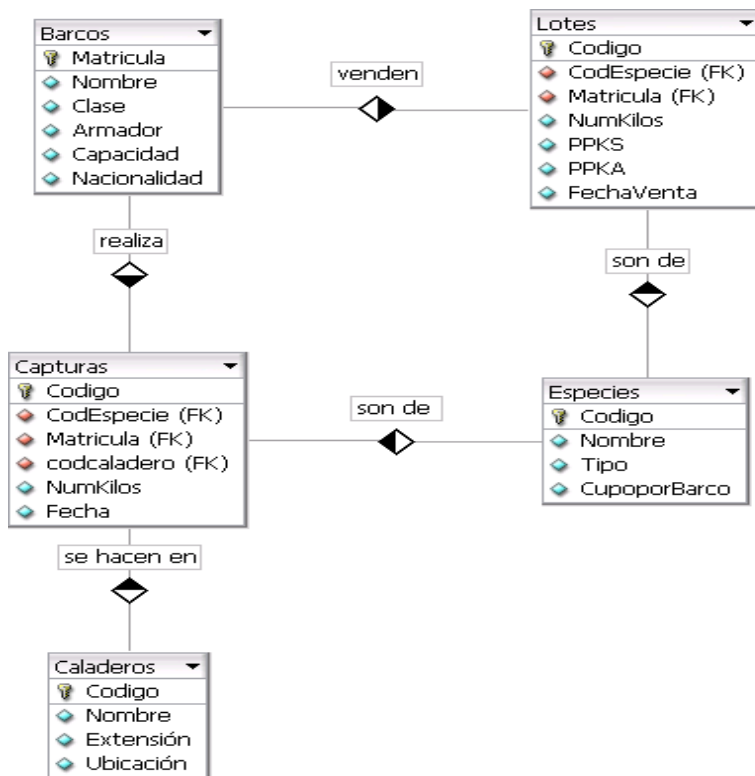 Barcos
Matricula
Nombre
Clase
Armador
Capacidad
Nacionalidad
venden
Lotes
Codigo
CodEspecie (FK)
Matricula (FK)
NumKilos
PPKS
PPKA
FechaVenta
realiza
son de
Capturas
Codigo
CodEspecie (FK)
Matricula (FK)
codcaladero (FK)
NumKilos
Fecha
son de
Especies
Codigo
Nombre
Tipo
CupoporBarco
se hacen en
Caladeros
Codigo
Nombre
Extensión
Ubicación